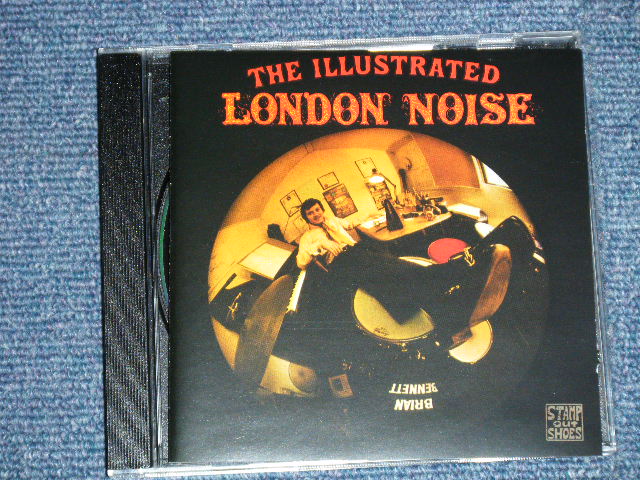 THE ILLUSTRATED
LONDON NOISE
BRIAN
BENNETT
STAMP
OUT
SHOES